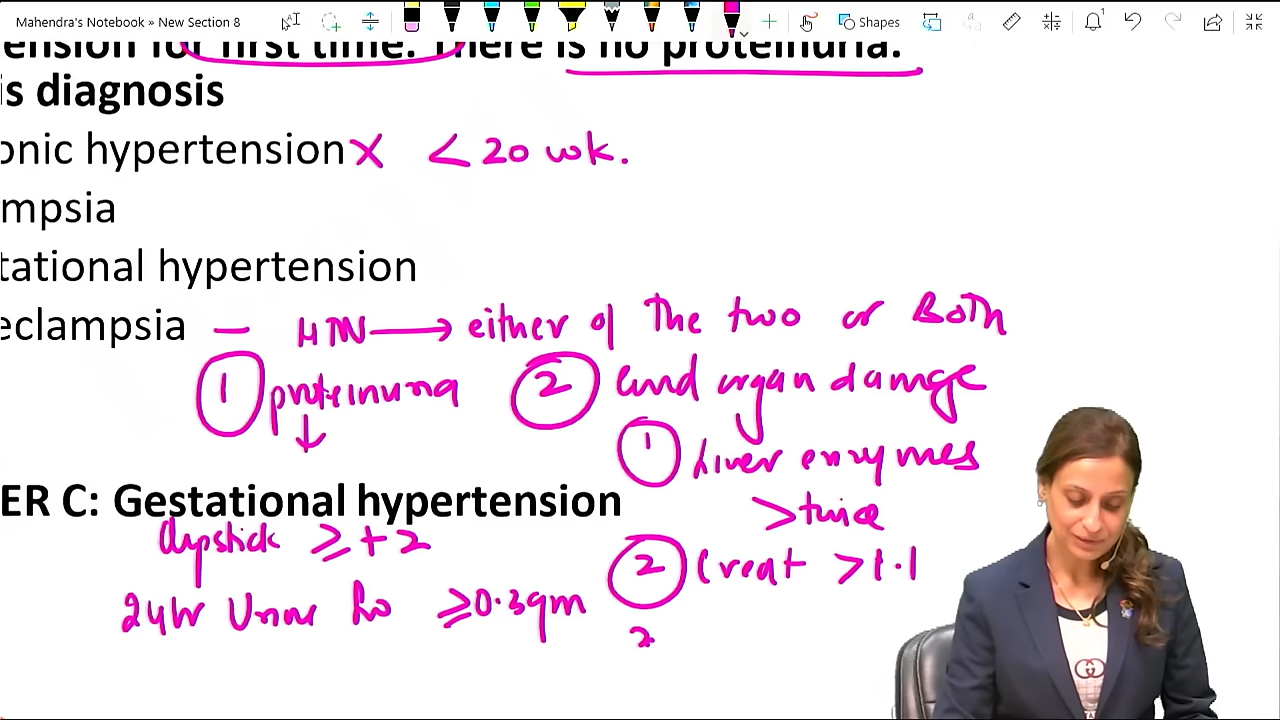 Mahendra's Notebook » New Section 8
Shapes
ension for first time. There is no proteinuria.
is diagnosis
onic hypertension X < 20 wk.
mpsia
tational hypertension
eclampsia — HTN → either of the two or Both
1 proteinuria 2 end organ damage
1 Liver enzymes
> twice
ER C: Gestational hypertension
dipstick ≥ +2
2 Creat > 1.1
24hr Urine ≥0.3gm
3